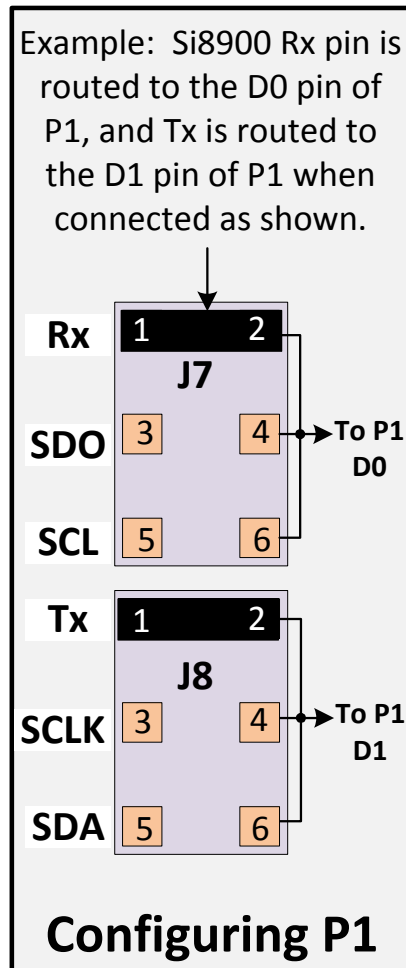 Example: Si8900 Rx pin is
routed to the D0 pin of
P1, and Tx is routed to
the D1 pin of P1 when
connected as shown.
Rx 1 2
J7
SDO 3 4 To P1
D0
SCL 5 6
Tx 1 2
J8
SCLK 3 4 To P1
D1
SDA 5 6
Configuring P1